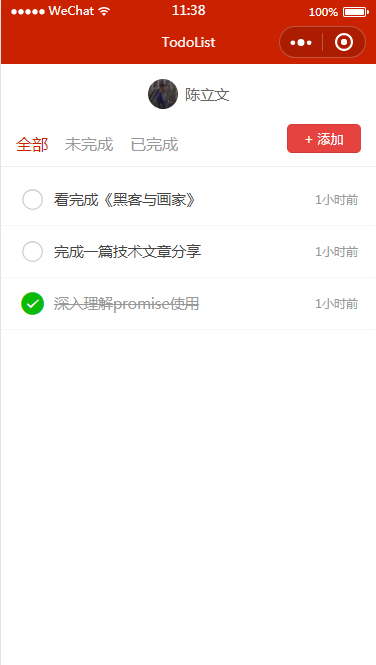 ●●●●● WeChat 11:38 100%
TodoList
陈立文
全部 未完成 已完成 + 添加
看完成《黑客与画家》 1小时前
完成一篇技术文章分享 1小时前
深入理解promise使用 1小时前